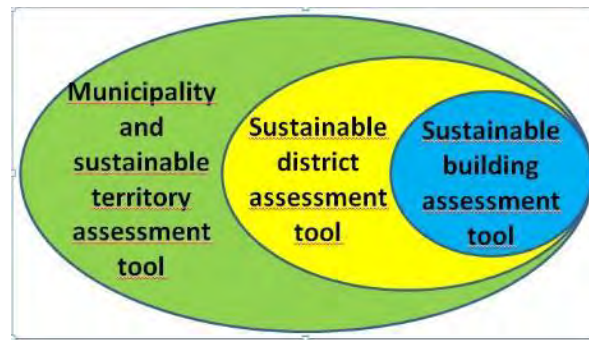 Municipality
and
sustainable
territory
assessment
tool
Sustainable
district
assessment
tool
Sustainable
building
assessment
tool